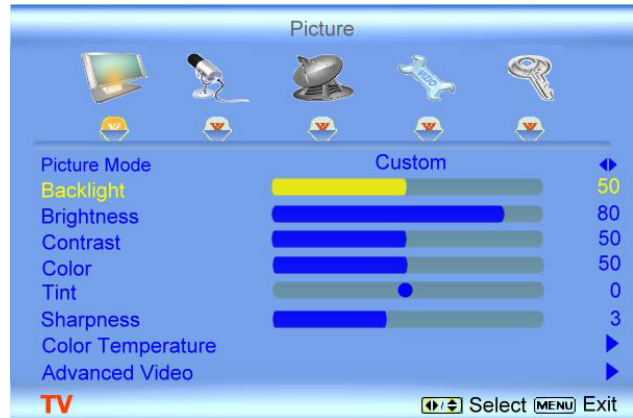 Picture
VIZIO
Picture Mode Custom
Backlight 50
Brightness 80
Contrast 50
Color 50
Tint 0
Sharpness 3
Color Temperature
Advanced Video
TV Select MENU Exit